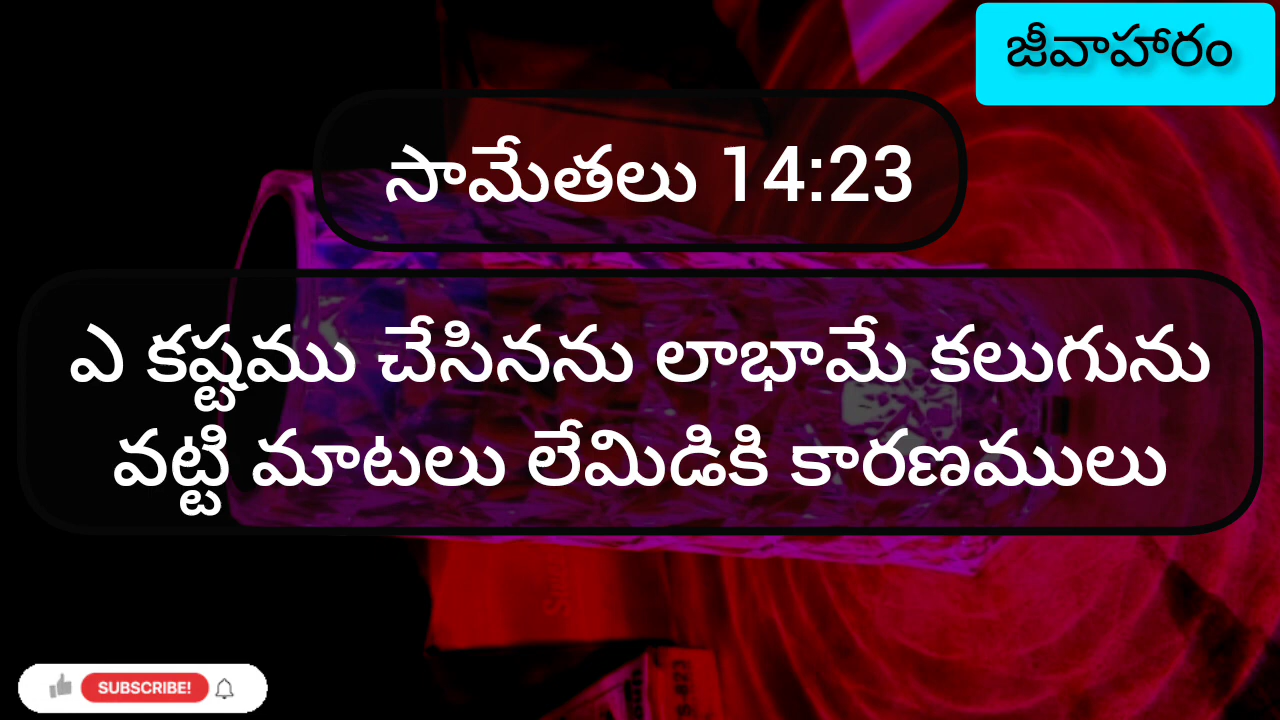 జీవాహారం
సామేతలు 14:23
ఎ కష్టము చేసినను లాభామే కలుగును
వట్టి మాటలు లేమిడికి కారణములు
SUBSCRIBE!